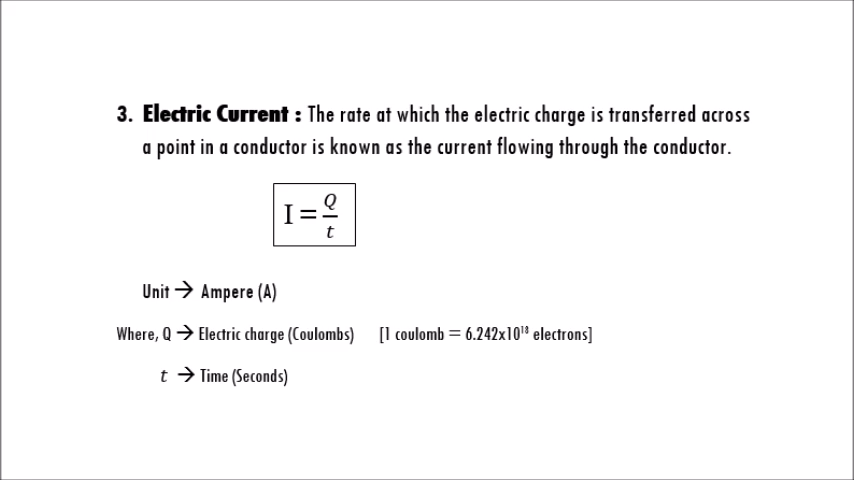 3. Electric Current : The rate at which the electric charge is transferred across
a point in a conductor is known as the current flowing through the conductor.
I = Q/t
Unit → Ampere (A)
Where, Q → Electric charge (Coulombs) [1 coulomb = 6.242x10¹⁸ electrons]
t → Time (Seconds)